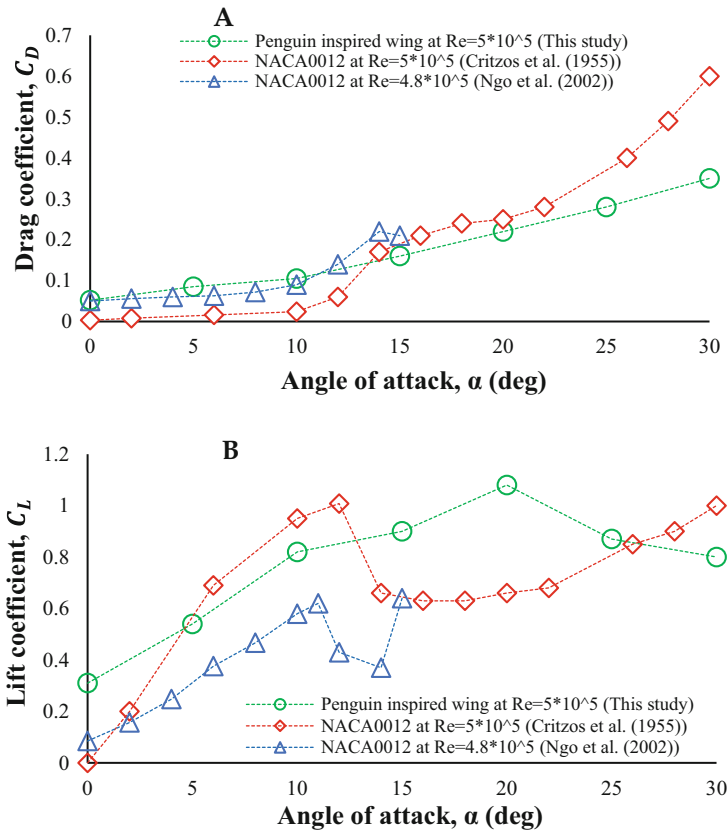 A
Penguin inspired wing at Re=5*10^5 (This study)
NACA0012 at Re=5*10^5 (Critzos et al. (1955))
NACA0012 at Re=4.8*10^5 (Ngo et al. (2002))
Drag coefficient, C_D
0.7
0.6
0.5
0.4
0.3
0.2
0.1
0
0 5 10 15 20 25 30
Angle of attack, α (deg)
B
Lift coefficient, C_L
1.2
1
0.8
0.6
0.4
0.2
0
Penguin inspired wing at Re=5*10^5 (This study)
NACA0012 at Re=5*10^5 (Critzos et al. (1955))
NACA0012 at Re=4.8*10^5 (Ngo et al. (2002))
0 5 10 15 20 25 30
Angle of attack, α (deg)